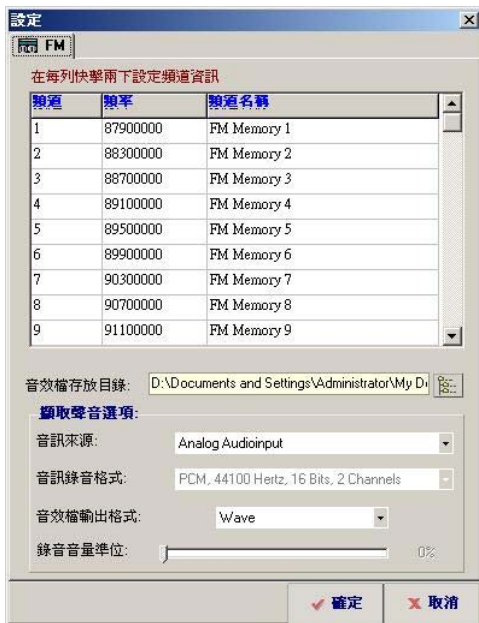 設定
FM
在每列快擊兩下設定頻道資訊
頻道 頻率 頻道名稱
1 87900000 FM Memory 1
2 88300000 FM Memory 2
3 88700000 FM Memory 3
4 89100000 FM Memory 4
5 89500000 FM Memory 5
6 89900000 FM Memory 6
7 90300000 FM Memory 7
8 90700000 FM Memory 8
9 91100000 FM Memory 9
音效檔存放目錄: D:\Documents and Settings\Administrator\My D
擷取聲音選項:
音訊來源: Analog Audioinput
音訊錄音格式: PCM, 44100 Hertz, 16 Bits, 2 Channels
音效檔輸出格式: Wave
錄音音量準位: 0%
確定 取消